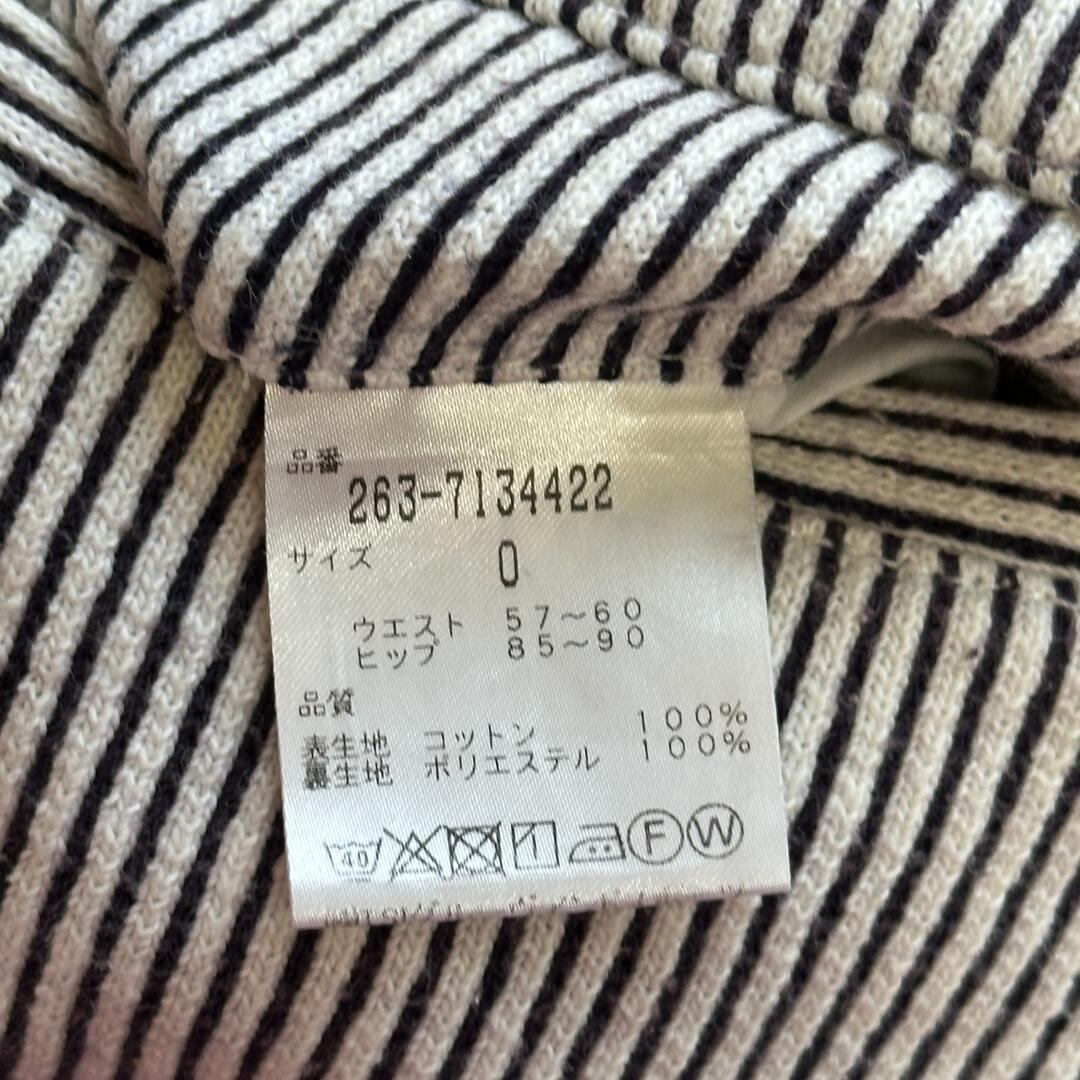 品番
263-7134422
サイズ 0
ウエスト 57〜60
ヒップ 85〜90
品質
表生地 コットン 100%
裏生地 ポリエステル 100%
40 1 F W